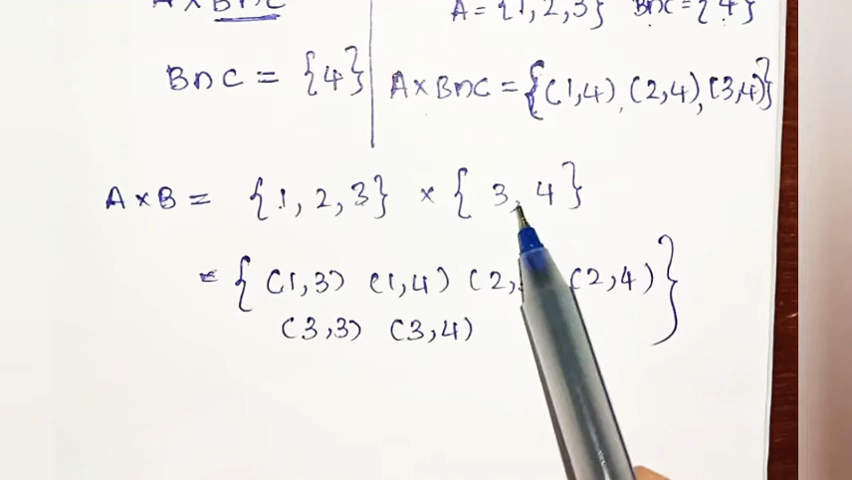 A × B∩C
A = {1, 2, 3} B∩C = {4}
B∩C = {4}
A×B∩C = {(1,4), (2,4), (3,4)}
A×B = {1, 2, 3} × {3, 4}
= {(1,3) (1,4) (2, (2,4)
(3,3) (3,4)}